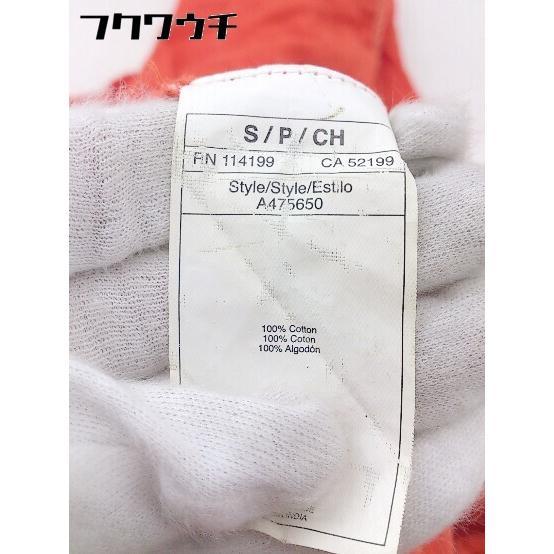 フクワウチ
S / P / CH
RN 114199 CA 52199
Style/Style/Estilo
A475650
100% Cotton
100% Coton
100% Algodón
INDIA